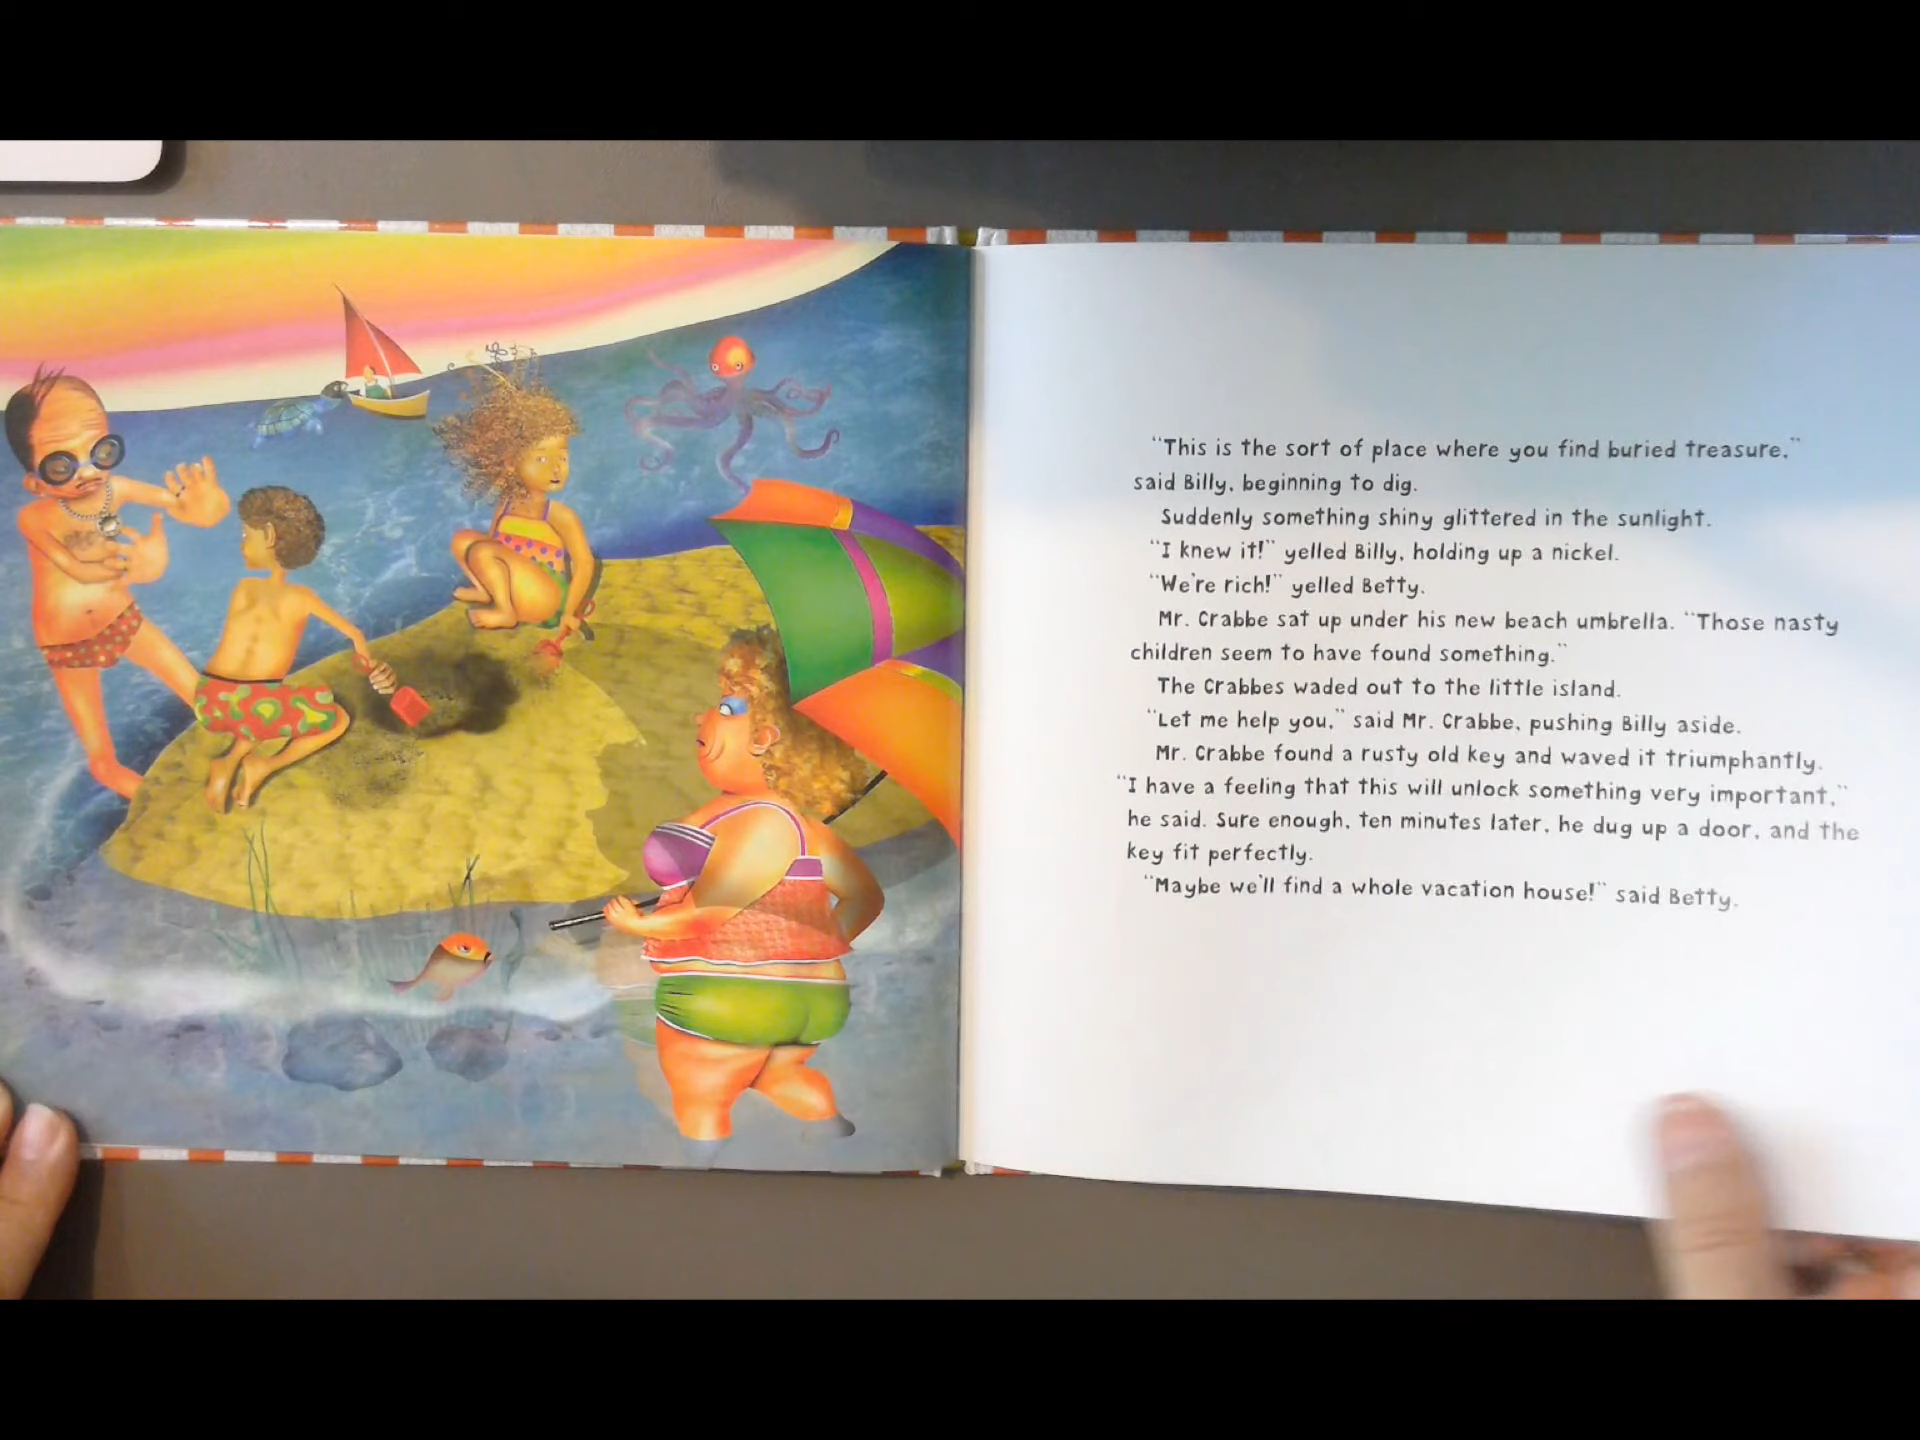 "This is the sort of place where you find buried treasure,"
said Billy, beginning to dig.
Suddenly something shiny glittered in the sunlight.
"I knew it!" yelled Billy, holding up a nickel.
"We're rich!" yelled Betty.
Mr. Crabbe sat up under his new beach umbrella. "Those nasty
children seem to have found something."
The Crabbes waded out to the little island.
"Let me help you," said Mr. Crabbe, pushing Billy aside.
Mr. Crabbe found a rusty old key and waved it triumphantly.
"I have a feeling that this will unlock something very important,"
he said. Sure enough, ten minutes later, he dug up a door, and the
key fit perfectly.
"Maybe we'll find a whole vacation house!" said Betty.